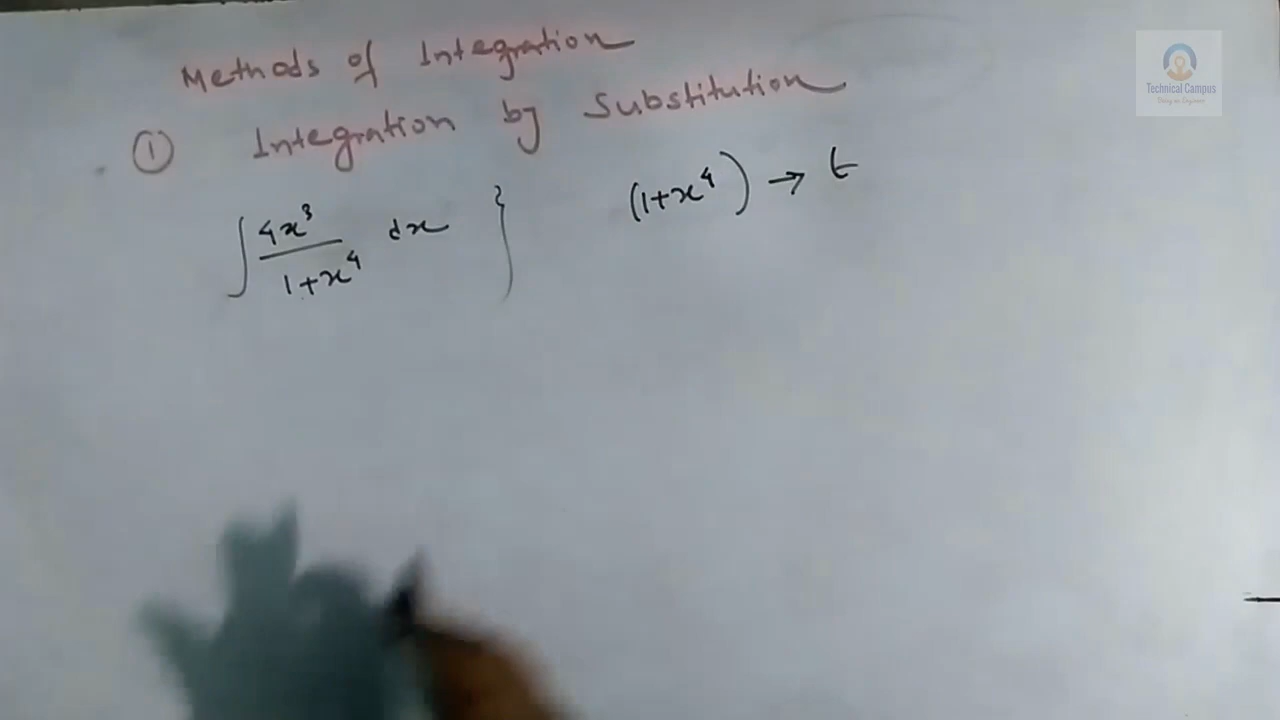 Methods of Integration
① Integration by Substitution
∫ 4x³ / 1+x⁴ dx } (1+x⁴) → t
Technical Campus